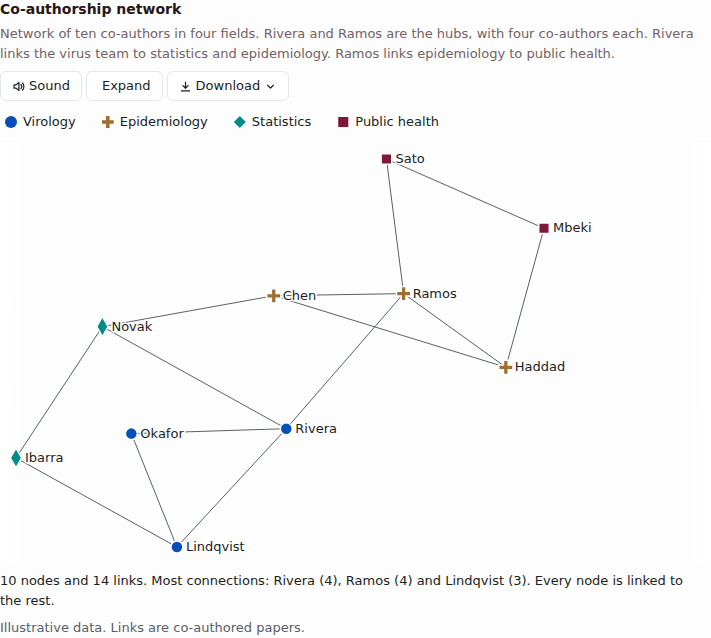 Co-authorship network
Network of ten co-authors in four fields. Rivera and Ramos are the hubs, with four co-authors each. Rivera
links the virus team to statistics and epidemiology. Ramos links epidemiology to public health.
Sound Expand Download
Virology Epidemiology Statistics Public health
Sato
Mbeki
Chen Ramos
Novak
Haddad
Okafor Rivera
Ibarra
Lindqvist
10 nodes and 14 links. Most connections: Rivera (4), Ramos (4) and Lindqvist (3). Every node is linked to
the rest.
Illustrative data. Links are co-authored papers.